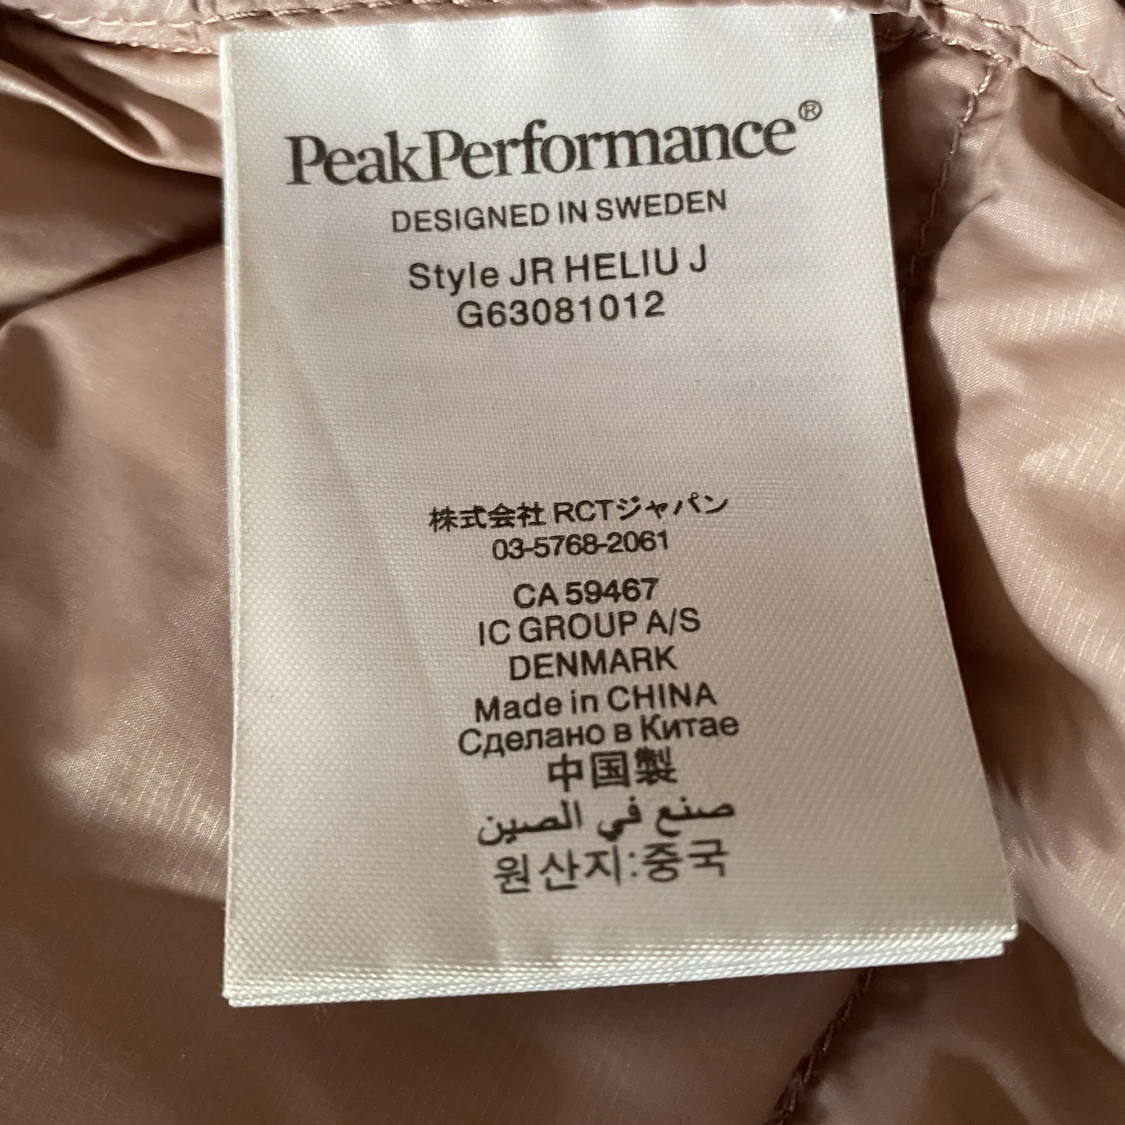 PeakPerformance®
DESIGNED IN SWEDEN
Style JR HELIU J
G63081012
株式会社 RCTジャパン
03-5768-2061
CA 59467
IC GROUP A/S
DENMARK
Made in CHINA
Сделано в Китае
中国製
صنع في الصين
원산지:중국